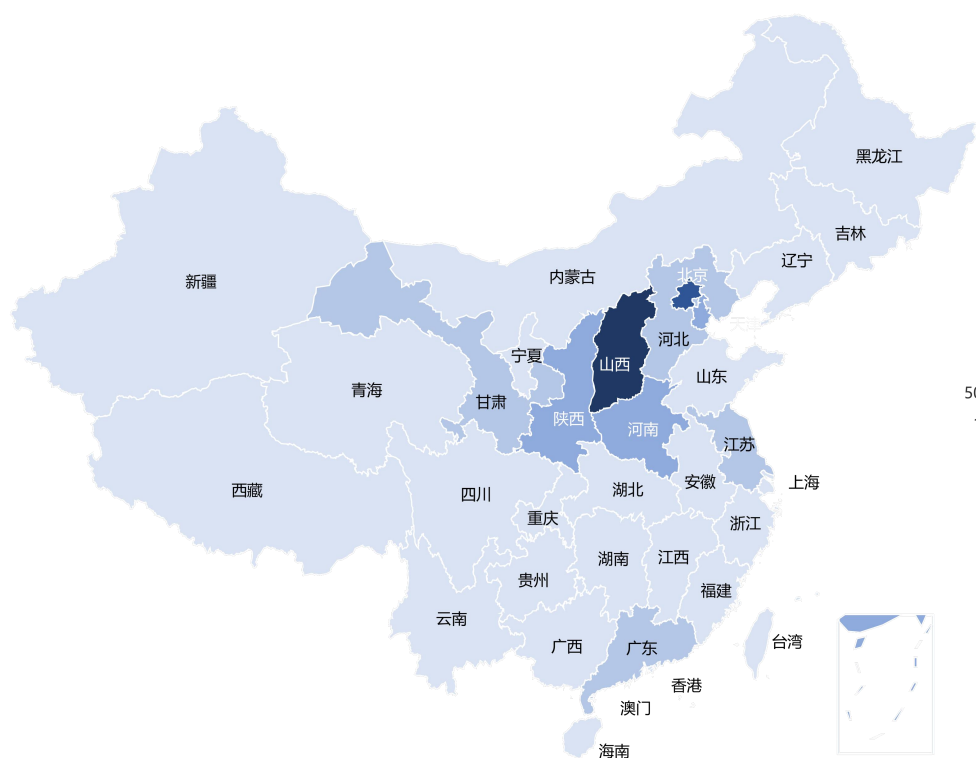 黑龙江
吉林
辽宁
北京
内蒙古
新疆
天津
河北
宁夏
山西
山东
青海
甘肃
50
陕西
河南
江苏
上海
安徽
湖北
西藏
四川
重庆
浙江
湖南
江西
贵州
福建
云南
广西
广东
台湾
香港
澳门
海南